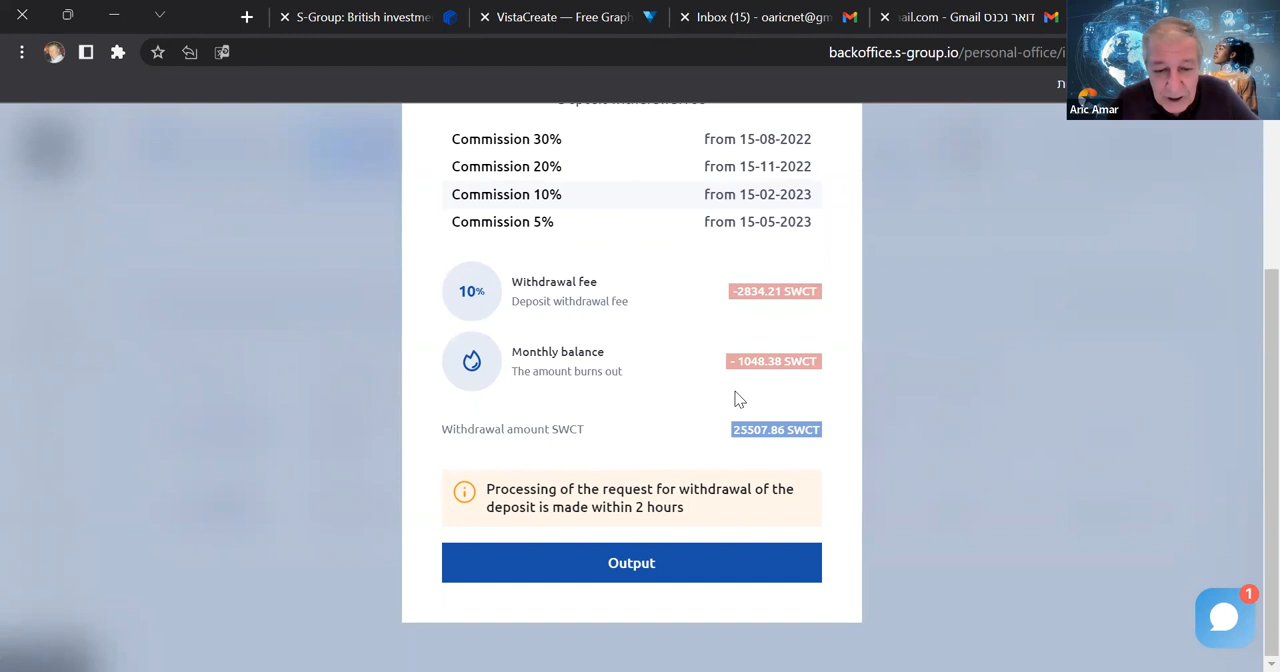 S-Group: British investme
VistaCreate — Free Graph
Inbox (15) - oaricnet@gm
ail.com - Gmail דואר נכנס
backoffice.s-group.io/personal-office/i
ת
Aric Amar
Commission 30% from 15-08-2022
Commission 20% from 15-11-2022
Commission 10% from 15-02-2023
Commission 5% from 15-05-2023
10% Withdrawal fee -2834.21 SWCT
Deposit withdrawal fee
Monthly balance - 1048.38 SWCT
The amount burns out
Withdrawal amount SWCT 25507.86 SWCT
Processing of the request for withdrawal of the
deposit is made within 2 hours
Output
1